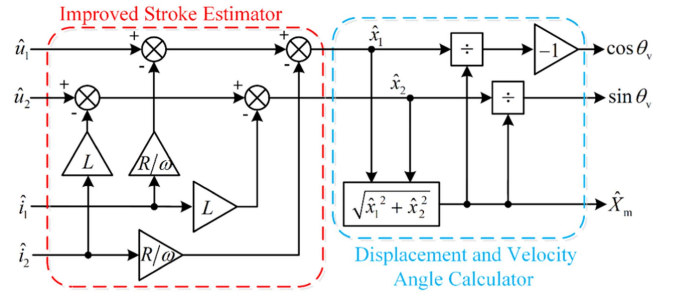 Improved Stroke Estimator
û₁ + + x̂₁ ÷ −1 cos θᵥ
- -
û₂ + + x̂₂ ÷ sin θᵥ
- -
L R/ω
î₁ L √x̂₁² + x̂₂² X̂ₘ
î₂ R/ω
Displacement and Velocity
Angle Calculator